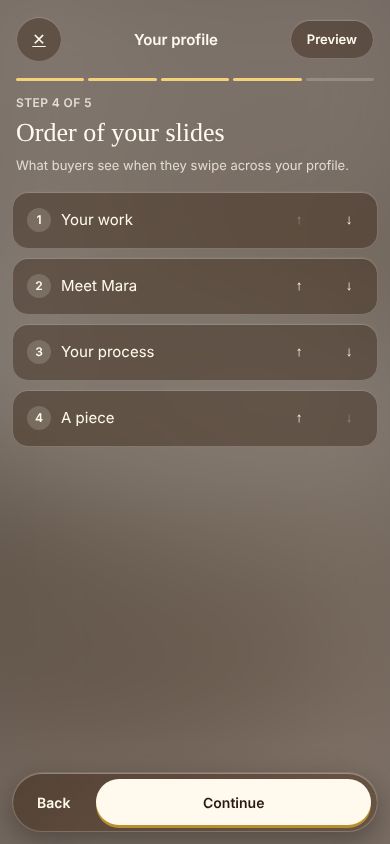 ✕
Your profile
Preview
STEP 4 OF 5
Order of your slides
What buyers see when they swipe across your profile.
1 Your work ↑ ↓
2 Meet Mara ↑ ↓
3 Your process ↑ ↓
4 A piece ↑ ↓
Back Continue